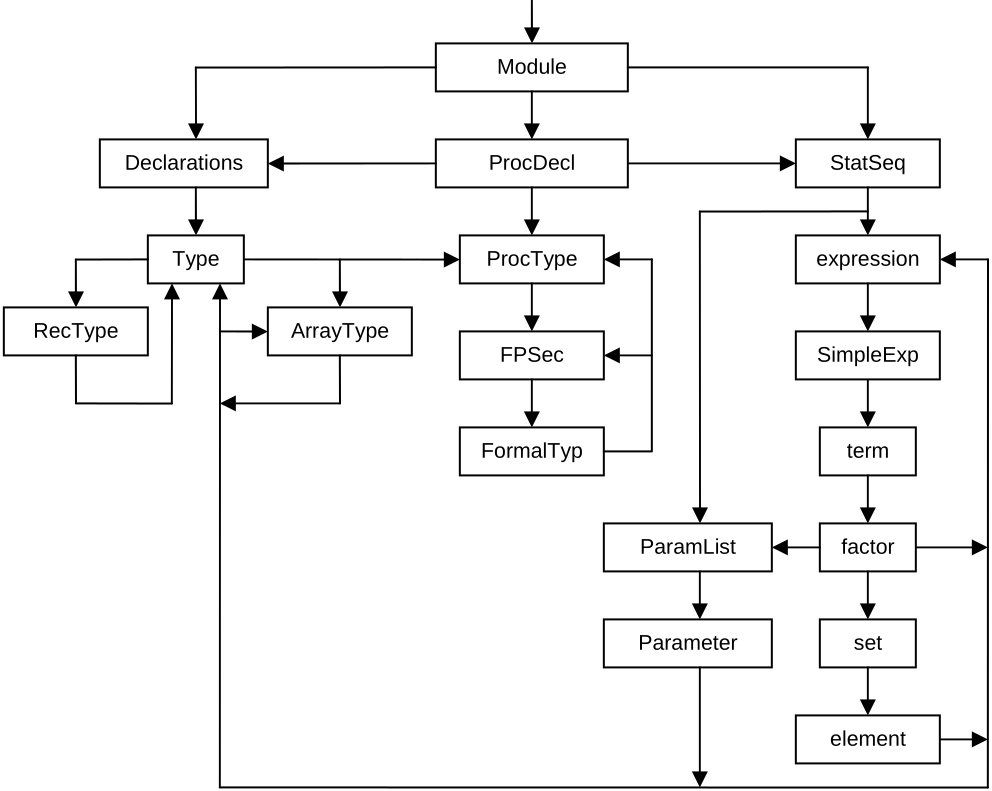 Module
Declarations
ProcDecl
StatSeq
Type
ProcType
expression
RecType
ArrayType
FPSec
SimpleExp
FormalTyp
term
ParamList
factor
Parameter
set
element